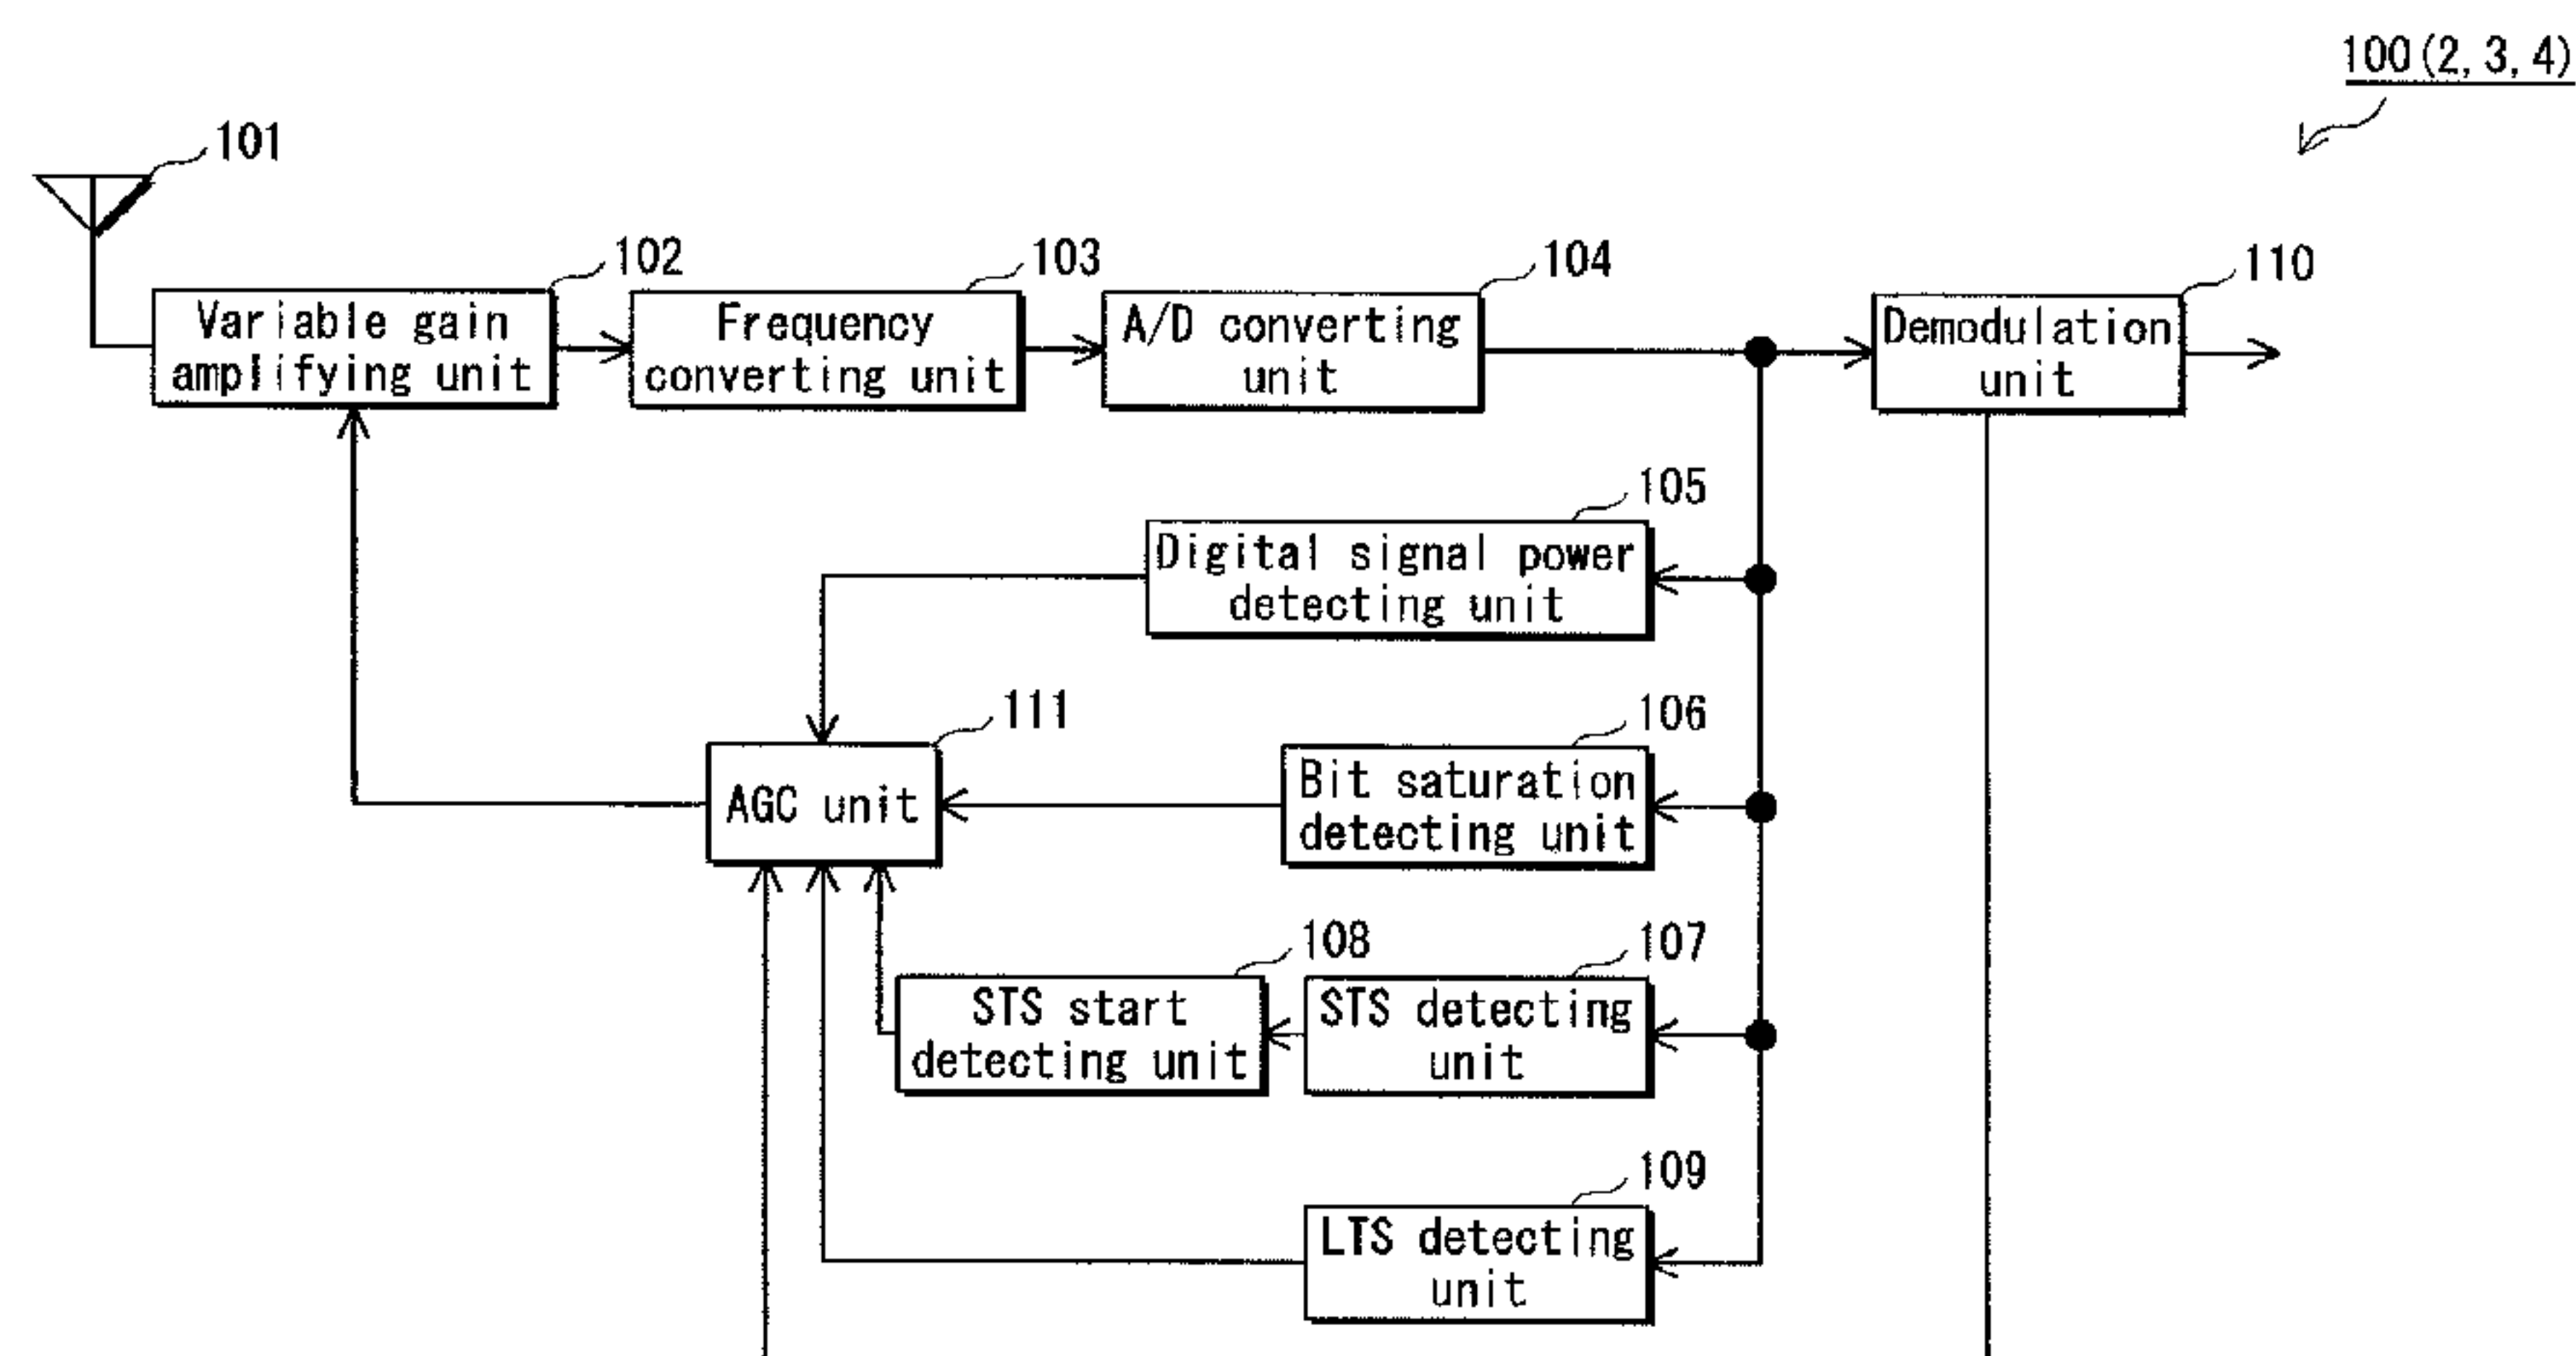 100(2,3,4)
101
102
Variable gain
amplifying unit
103
Frequency
converting unit
104
A/D converting
unit
110
Demodulation
unit
105
Digital signal power
detecting unit
111
AGC unit
106
Bit saturation
detecting unit
108
STS start
detecting unit
107
STS detecting
unit
109
LTS detecting
unit